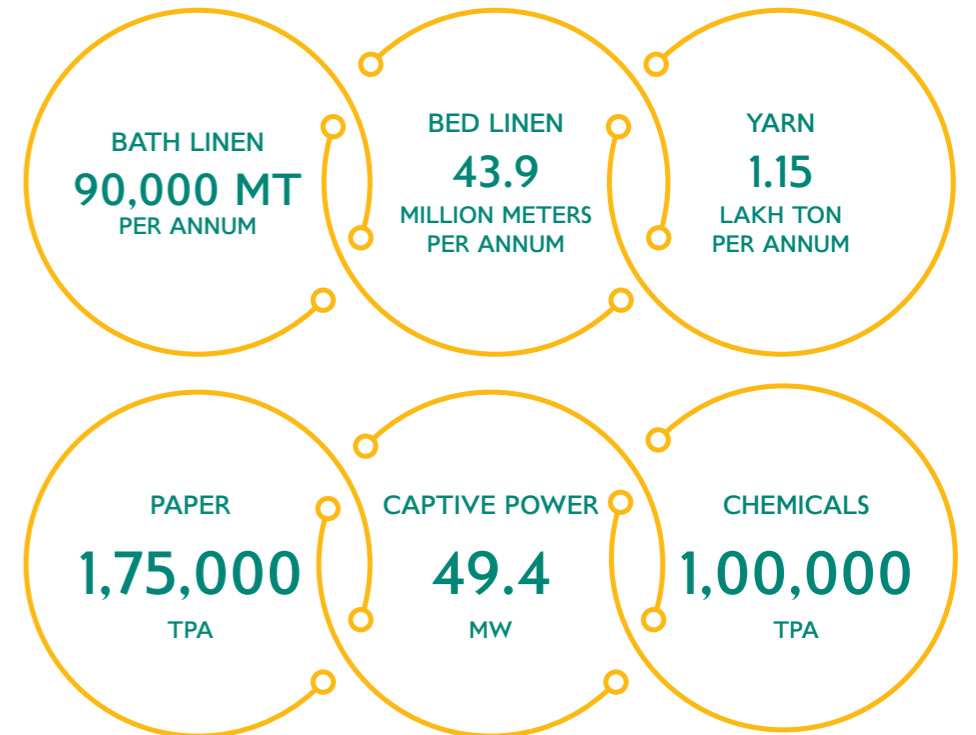 BATH LINEN
90,000 MT
PER ANNUM
BED LINEN
43.9
MILLION METERS
PER ANNUM
YARN
1.15
LAKH TON
PER ANNUM
PAPER
1,75,000
TPA
CAPTIVE POWER
49.4
MW
CHEMICALS
1,00,000
TPA